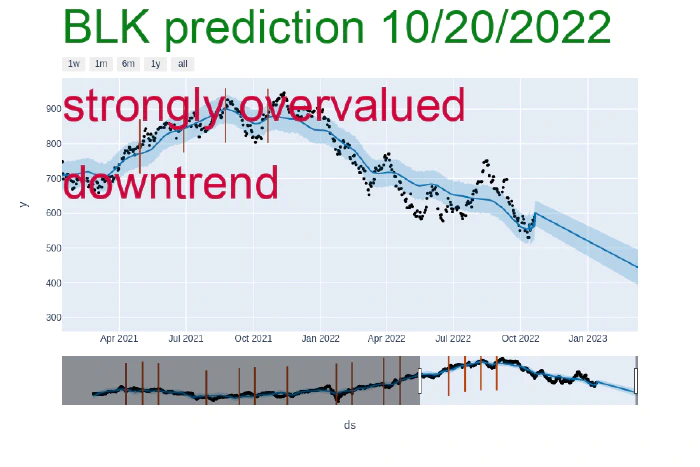 BLK prediction 10/20/2022
1w 1m 6m 1y all
strongly overvalued
downtrend
900
800
700
600
500
400
300
y
Apr 2021 Jul 2021 Oct 2021 Jan 2022 Apr 2022 Jul 2022 Oct 2022 Jan 2023
ds